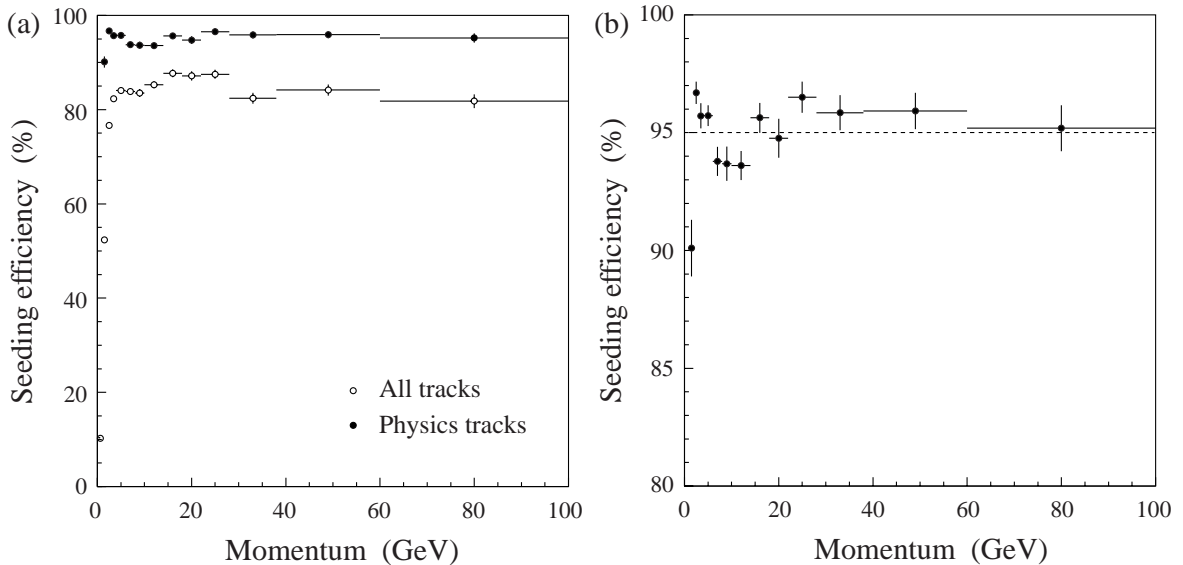 (a)
100
80
60
40
20
0
Seeding efficiency (%)
All tracks
Physics tracks
0 20 40 60 80 100
Momentum (GeV)
(b)
100
95
90
85
80
Seeding efficiency (%)
0 20 40 60 80 100
Momentum (GeV)